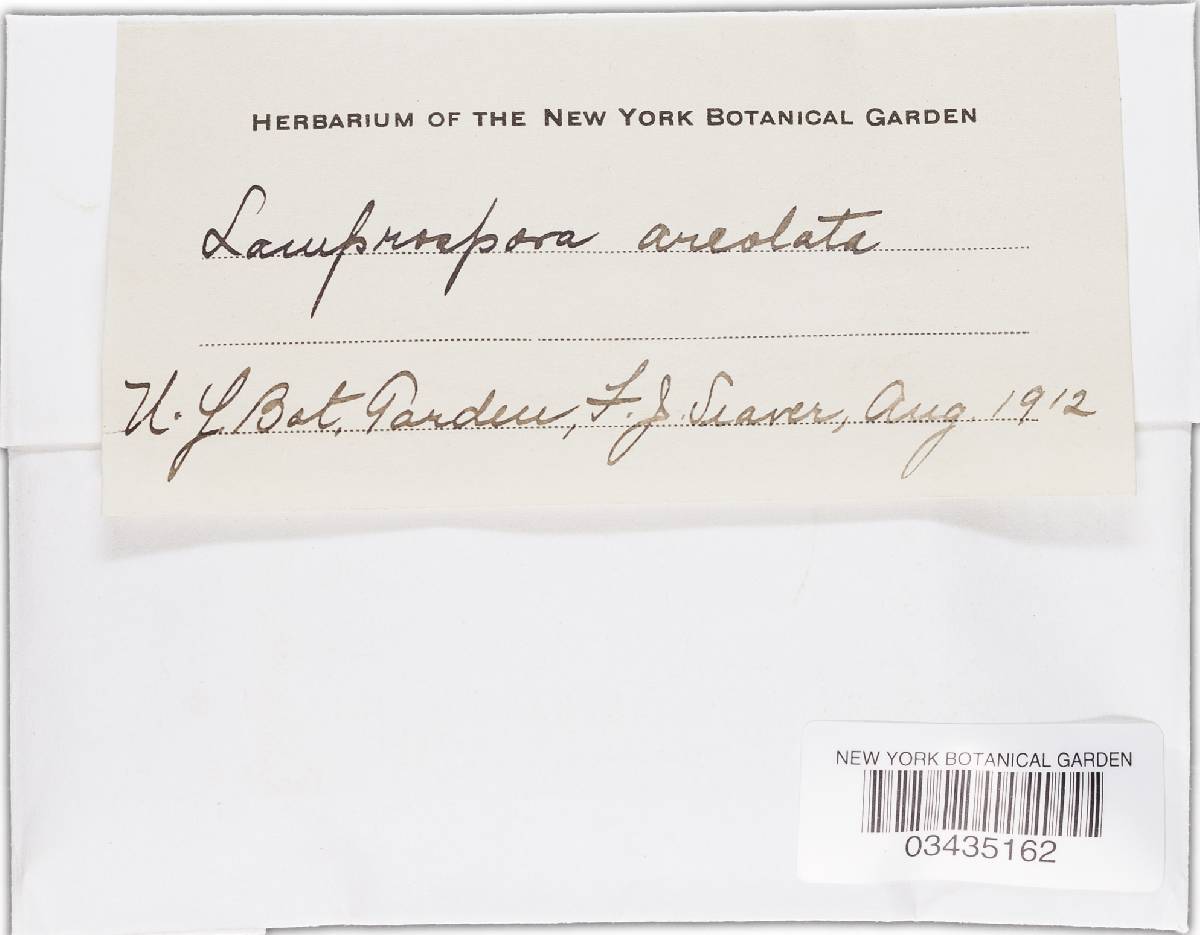 HERBARIUM OF THE NEW YORK BOTANICAL GARDEN
Lamprospora areolata
N. Y. Bot. Garden, F. J. Seaver, Aug. 1912
NEW YORK BOTANICAL GARDEN
03435162